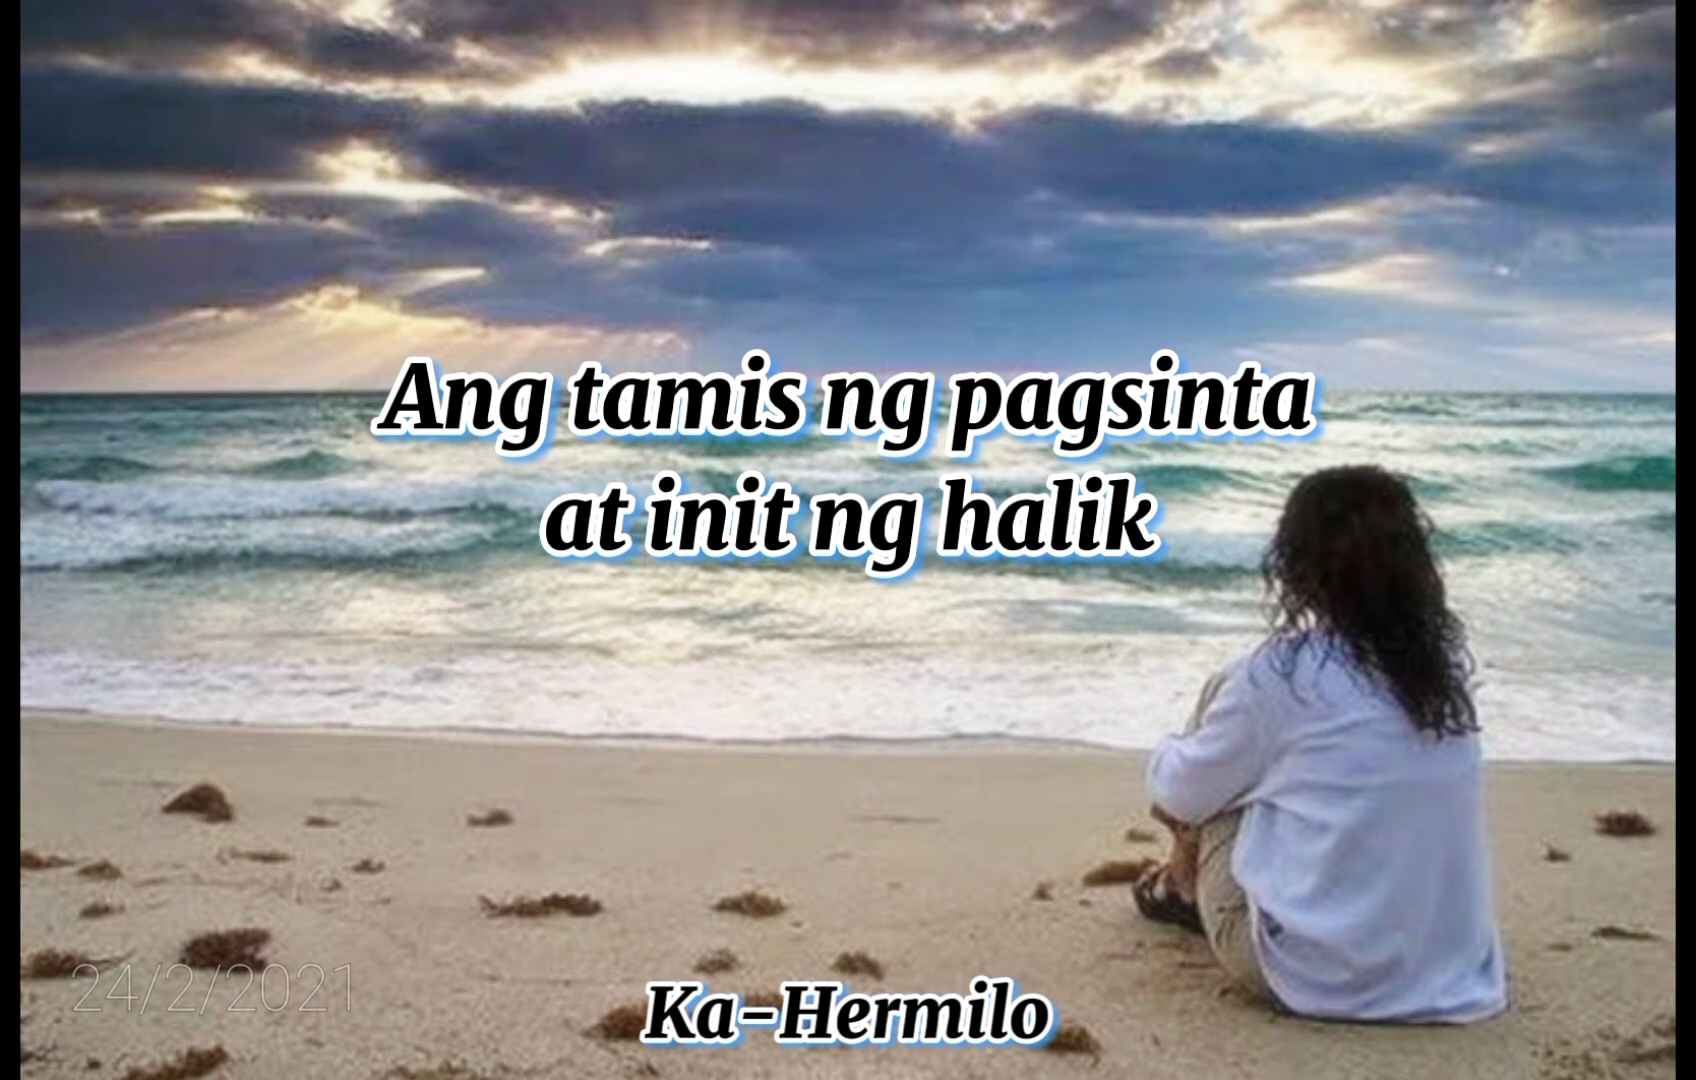 Ang tamis ng pagsinta
at init ng halik
24/2/2021
Ka-Hermilo